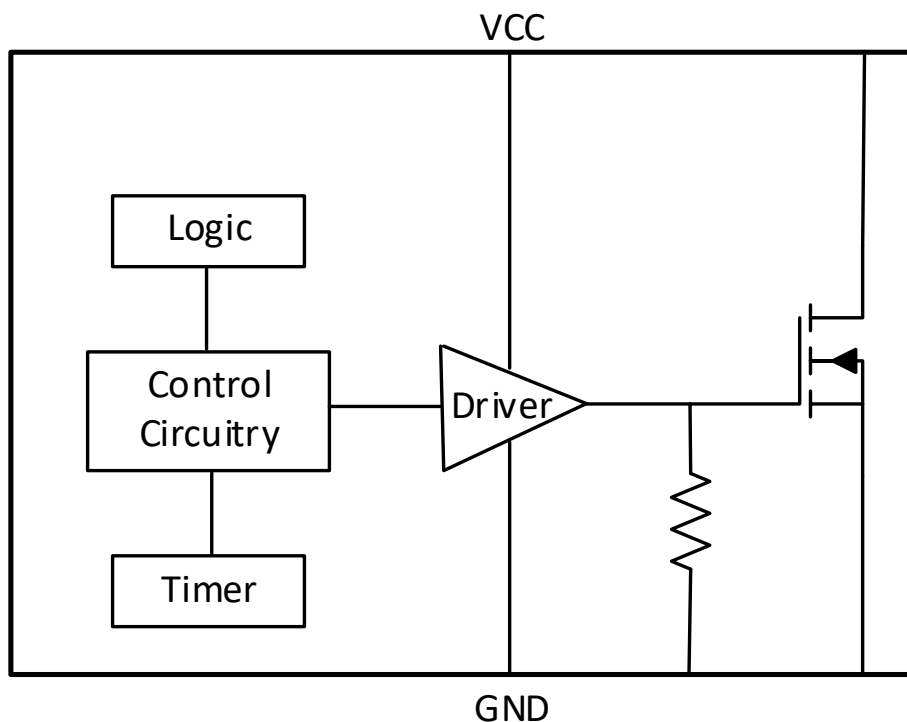 VCC
Logic
Control
Circuitry
Driver
Timer
GND